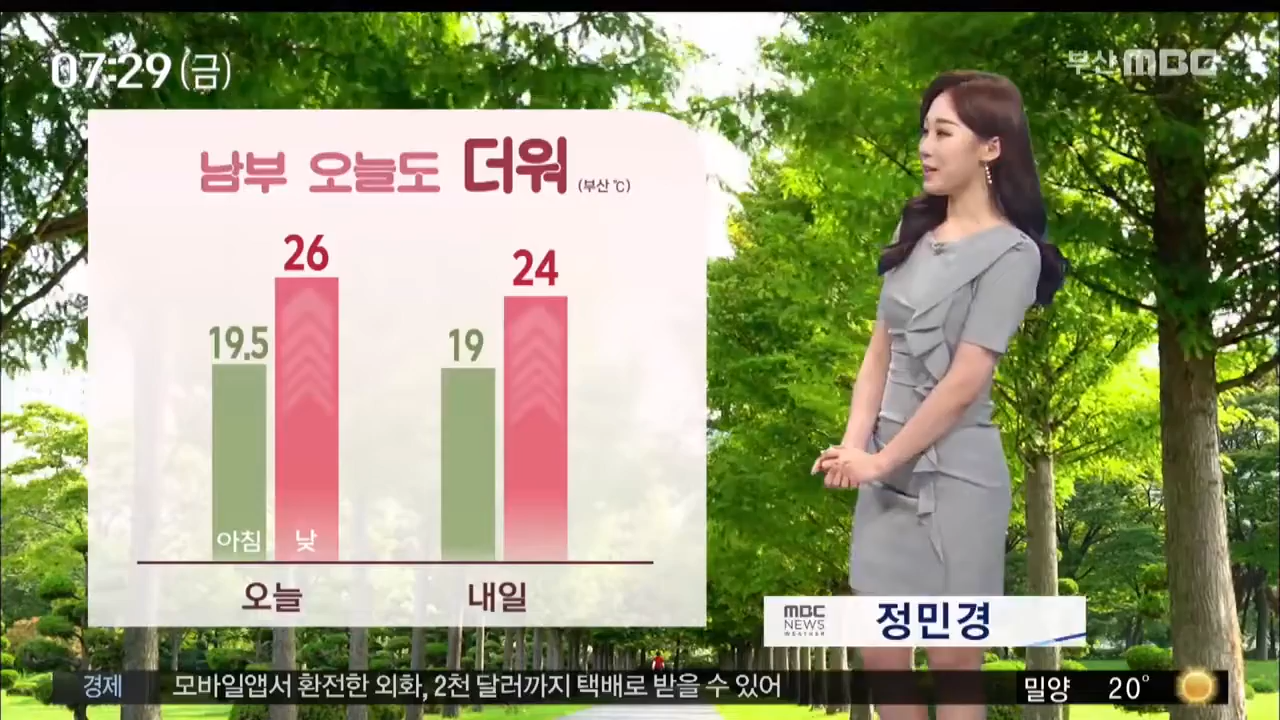 07:29(금)
부산MBC
남부 오늘도 더워 (부산 ℃)
26
24
19.5
19
아침 낮
오늘 내일
MBC
NEWS
WEATHER
정민경
경제 모바일앱서 환전한 외화, 2천 달러까지 택배로 받을 수 있어 밀양 20°